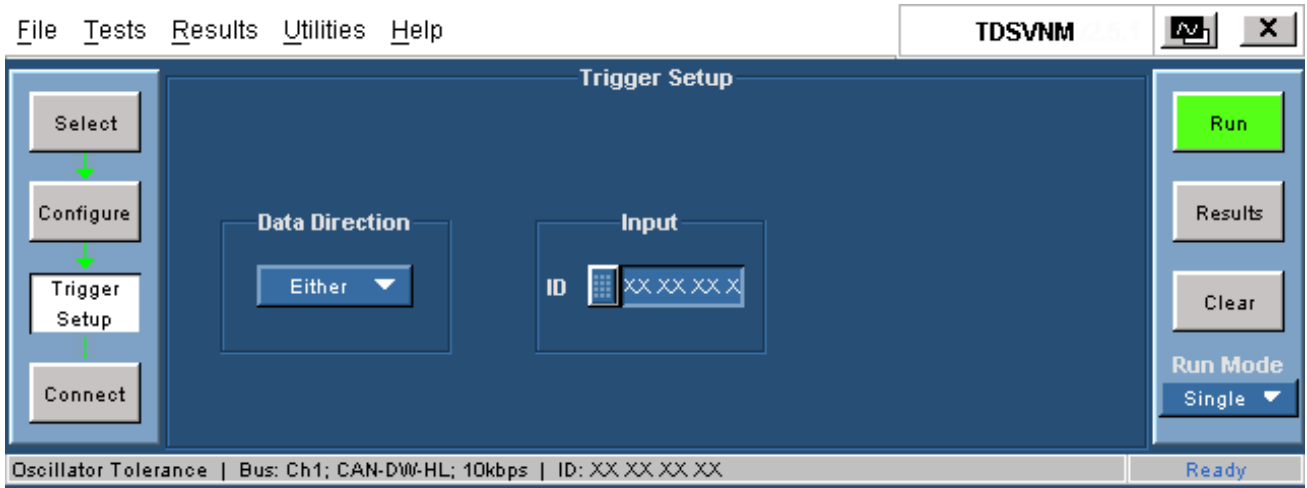 File Tests Results Utilities Help
TDSVNM
Trigger Setup
Select
Configure
Trigger
Setup
Connect
Data Direction
Either
Input
ID XX XX XX X
Run
Results
Clear
Run Mode
Single
Oscillator Tolerance | Bus: Ch1; CAN-DW-HL; 10kbps | ID: XX XX XX XX
Ready